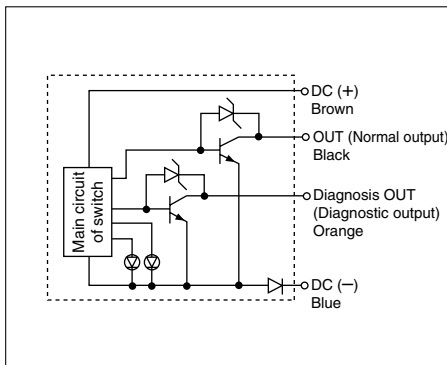 DC (+)
Brown
OUT (Normal output)
Black
Main circuit
of switch
Diagnosis OUT
(Diagnostic output)
Orange
DC (—)
Blue